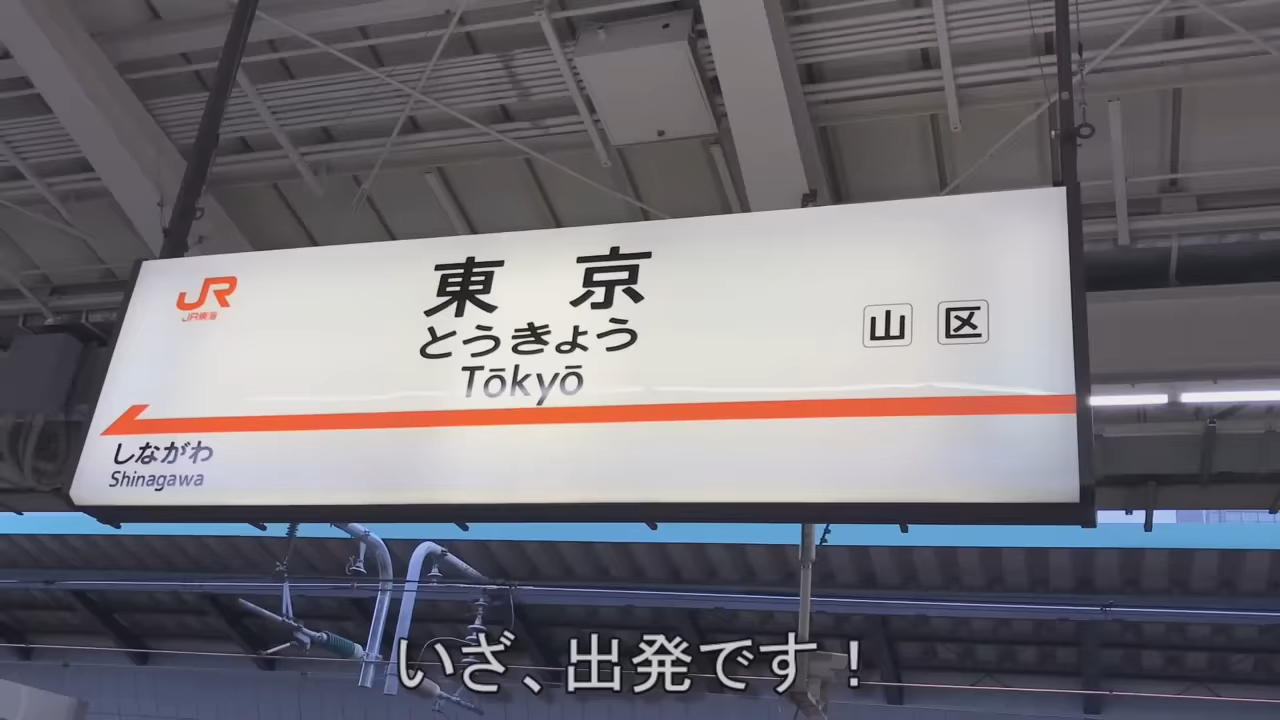 JR
JR東海
東京
とうきょう
Tōkyō
山 区
しながわ
Shinagawa
いざ、出発です！